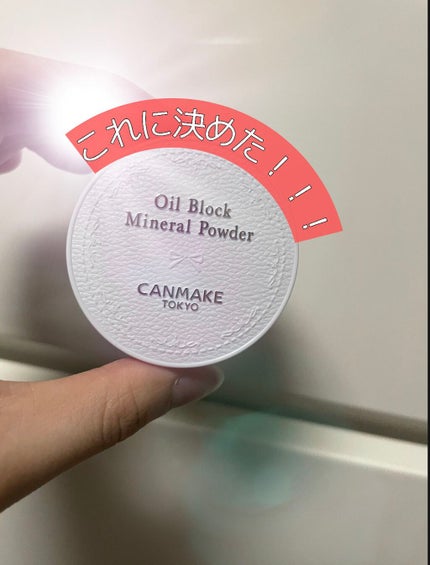 これに決めた！！！
Oil Block
Mineral Powder
CANMAKE
TOKYO